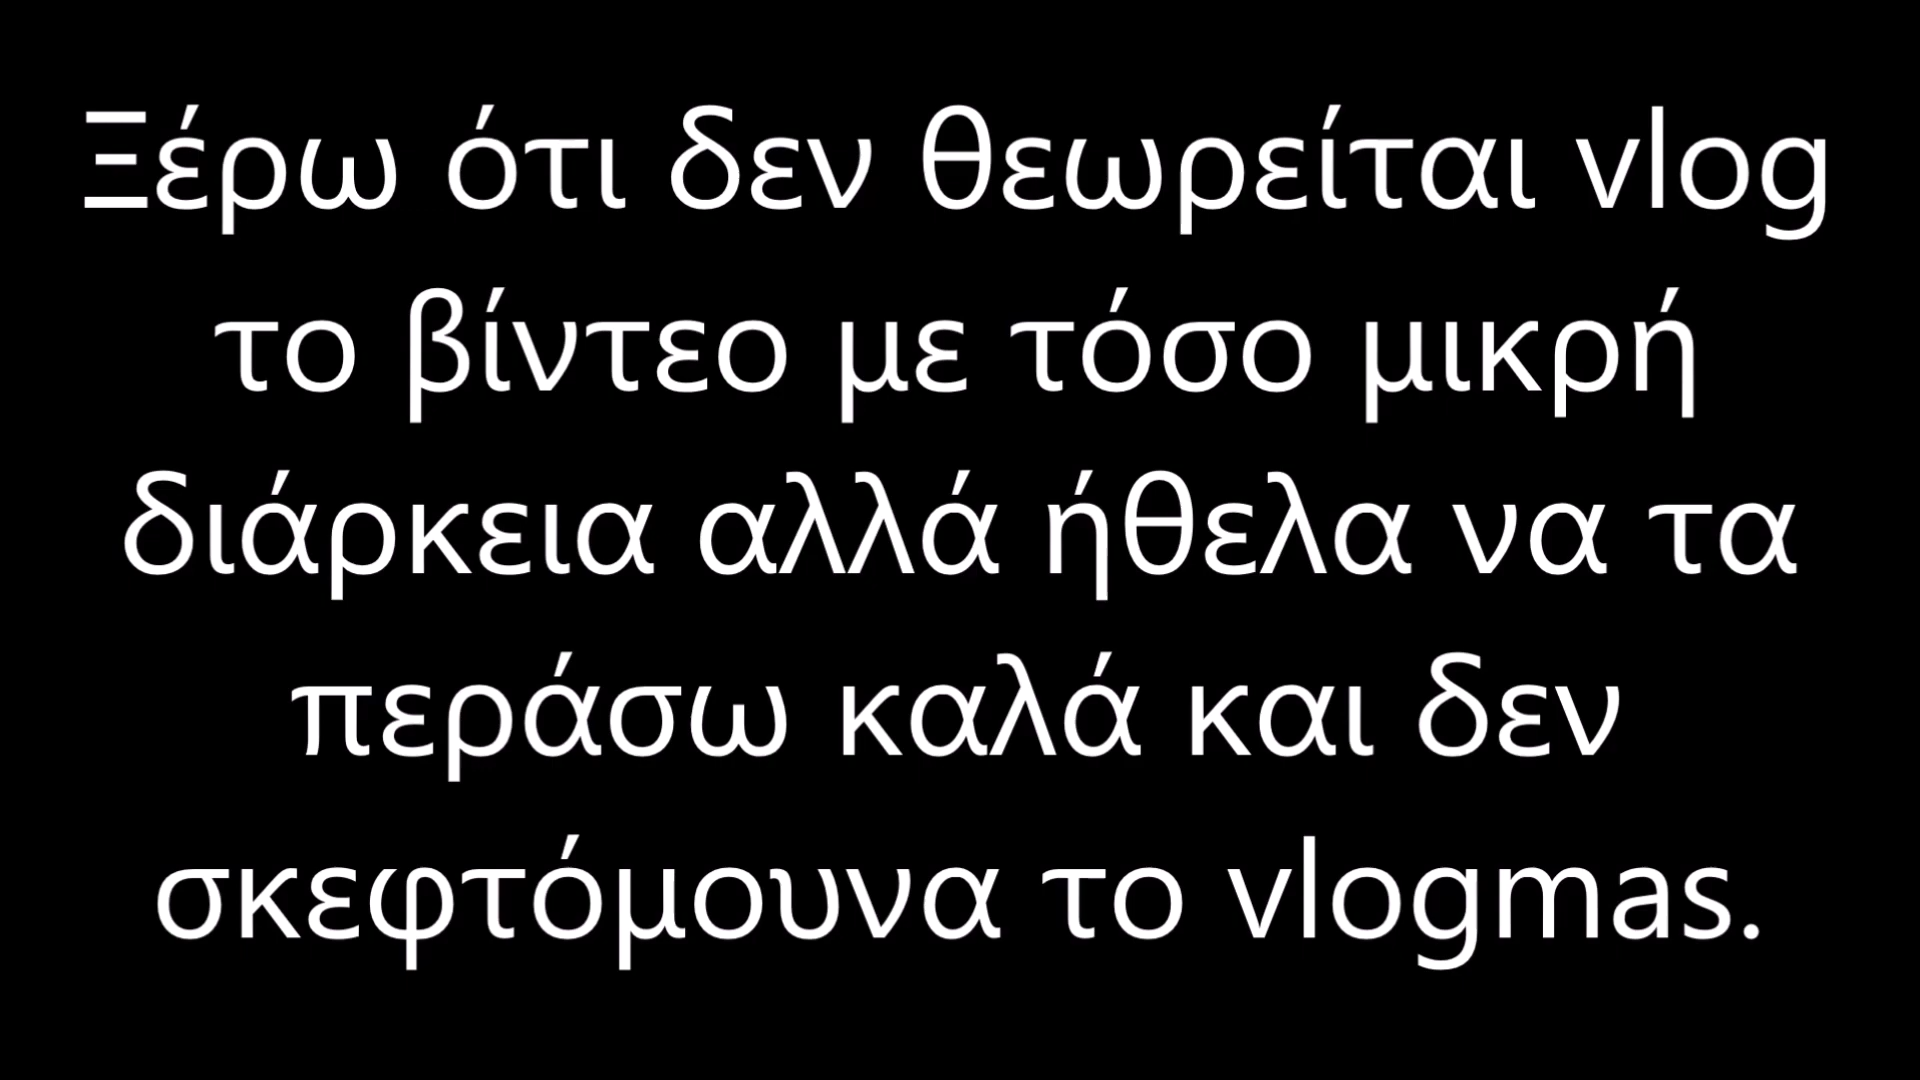 Ξέρω ότι δεν θεωρείται vlog
το βίντεο με τόσο μικρή
διάρκεια αλλά ήθελα να τα
περάσω καλά και δεν
σκεφτόμουνα το vlogmas.